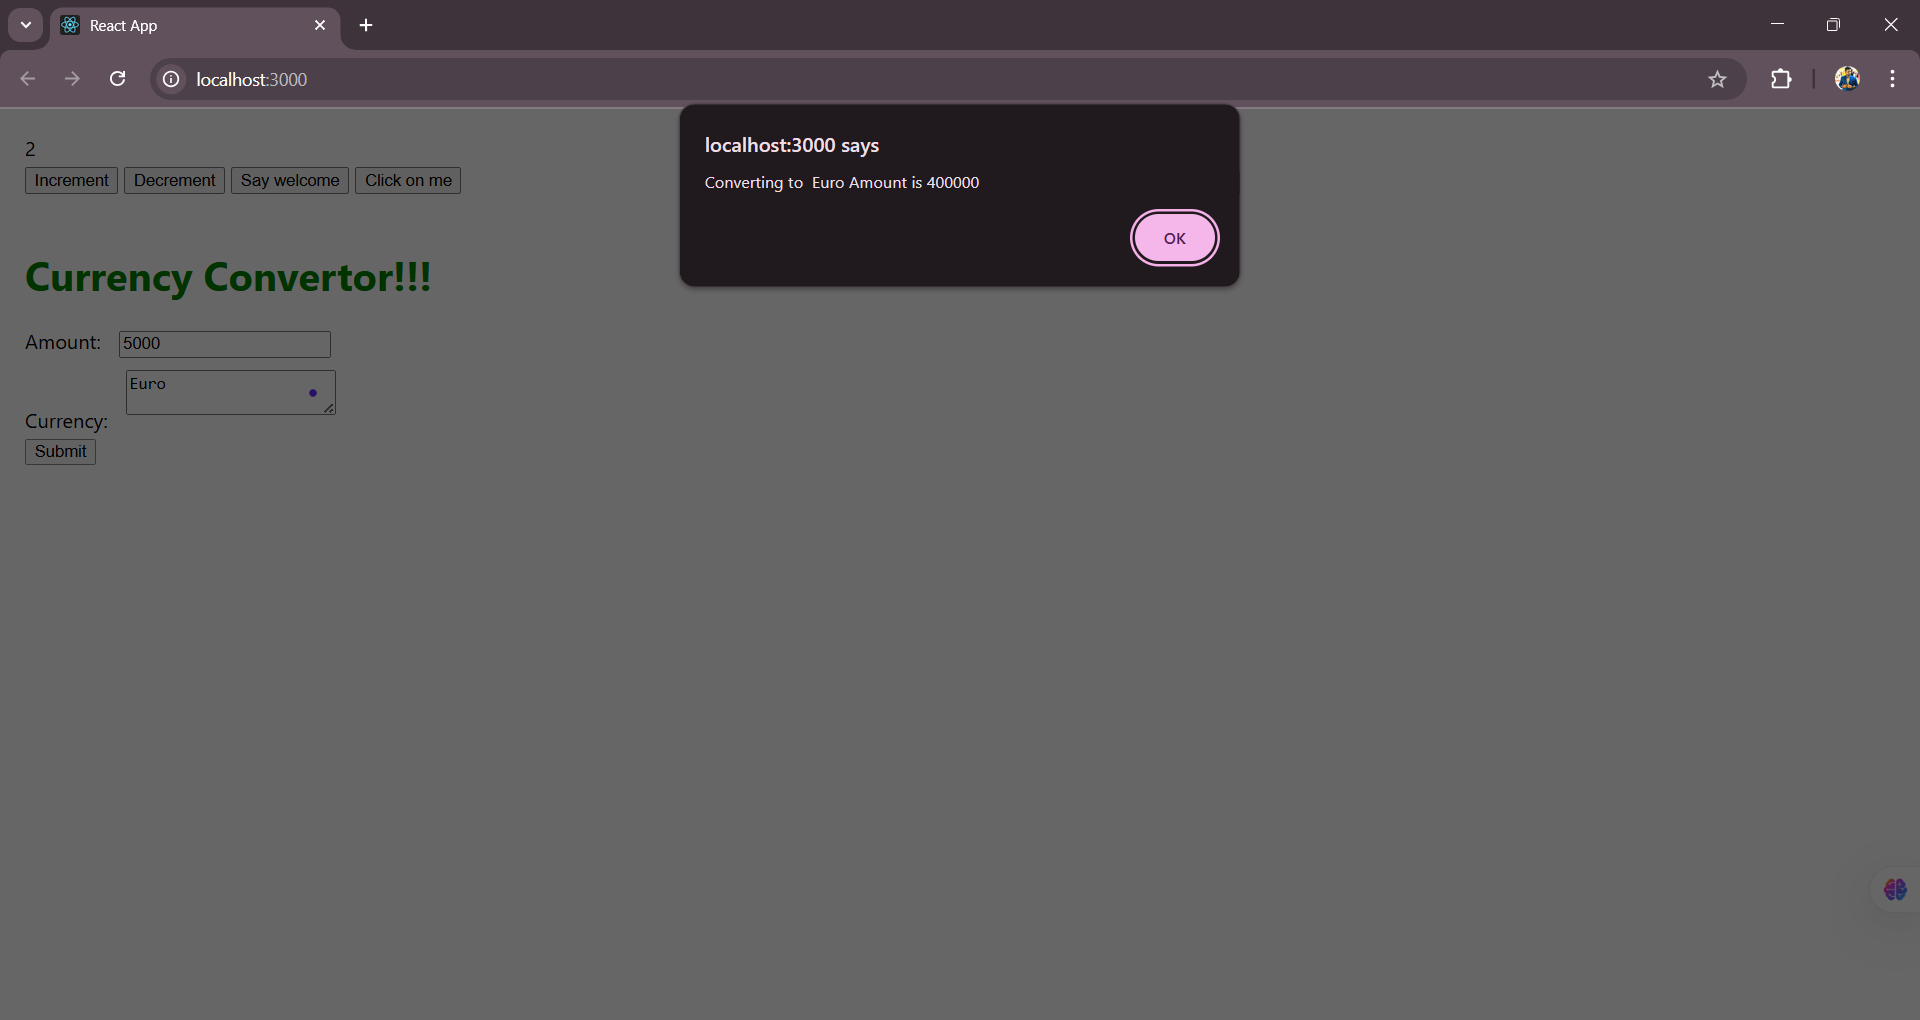 React App
localhost:3000
localhost:3000 says
Converting to  Euro Amount is 400000
OK
2
Increment Decrement Say welcome Click on me
Currency Convertor!!!
Amount: 5000
Euro
Currency:
Submit